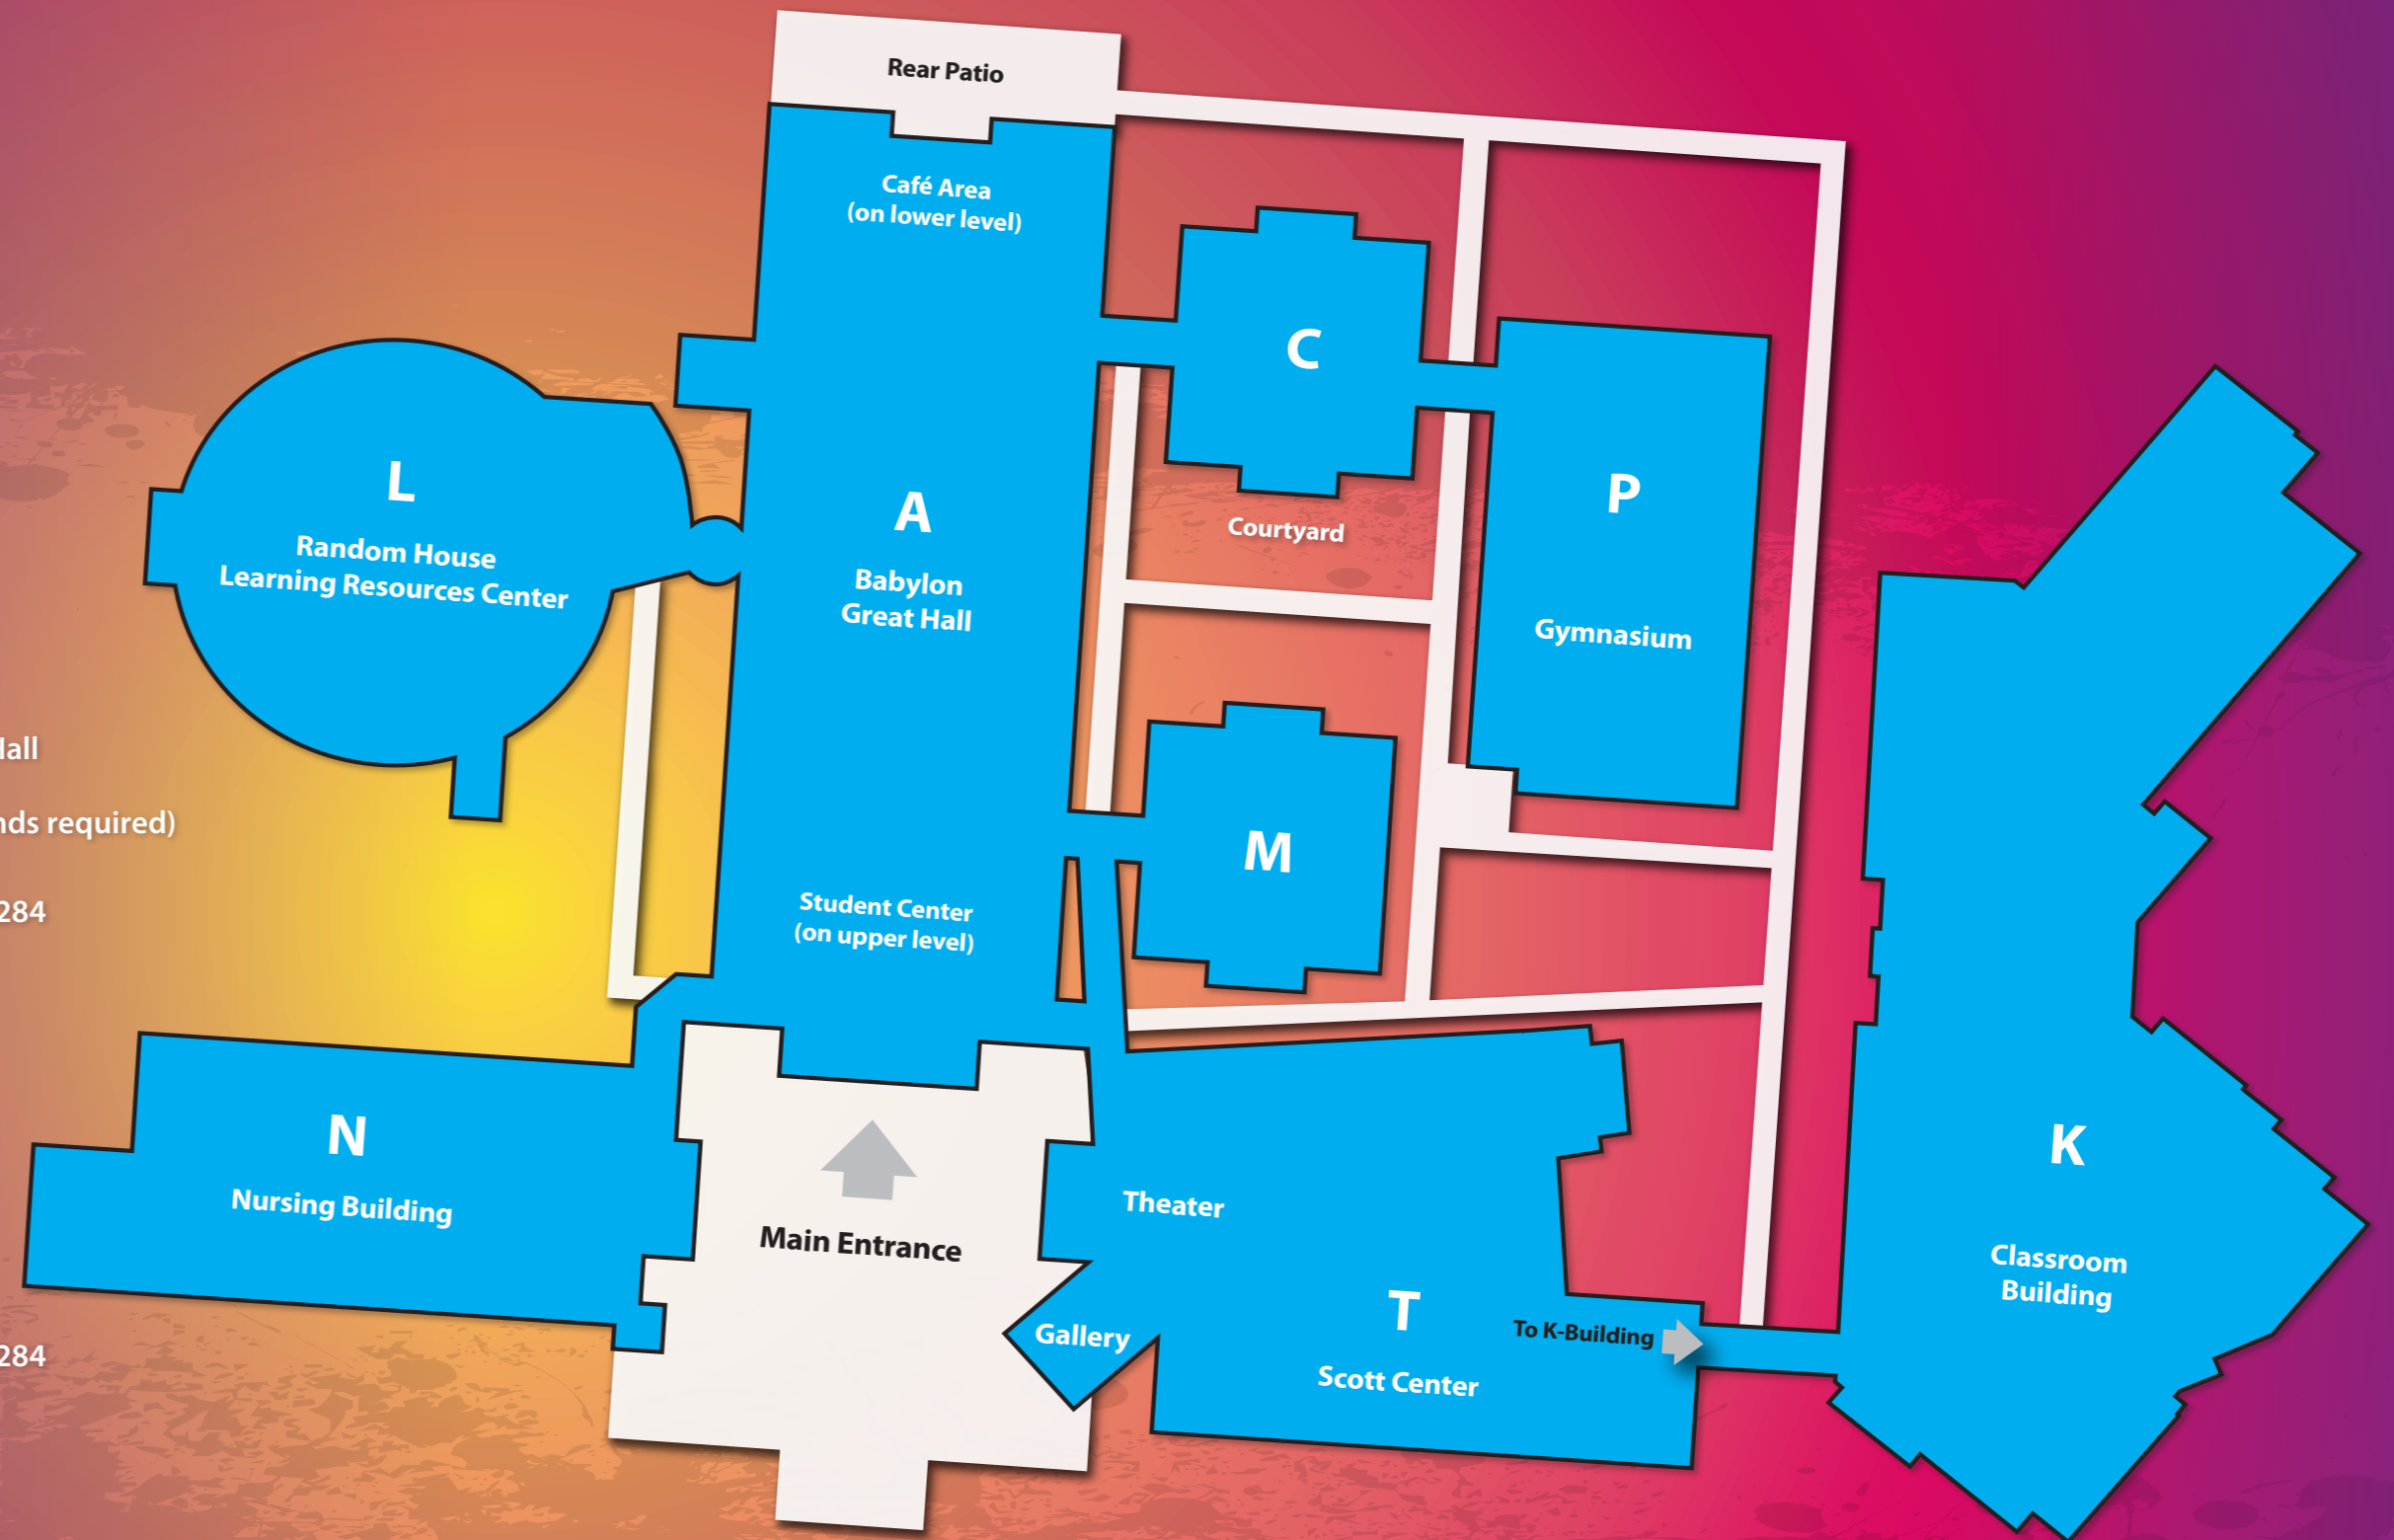 Rear Patio
Café Area
(on lower level)
C
L
Random House
Learning Resources Center
A
Babylon
Great Hall
Courtyard
P
Gymnasium
nds required)
M
Student Center
(on upper level)
284
N
Nursing Building
Main Entrance
Theater
K
Classroom
Building
T
Scott Center
To K-Building
Gallery
284